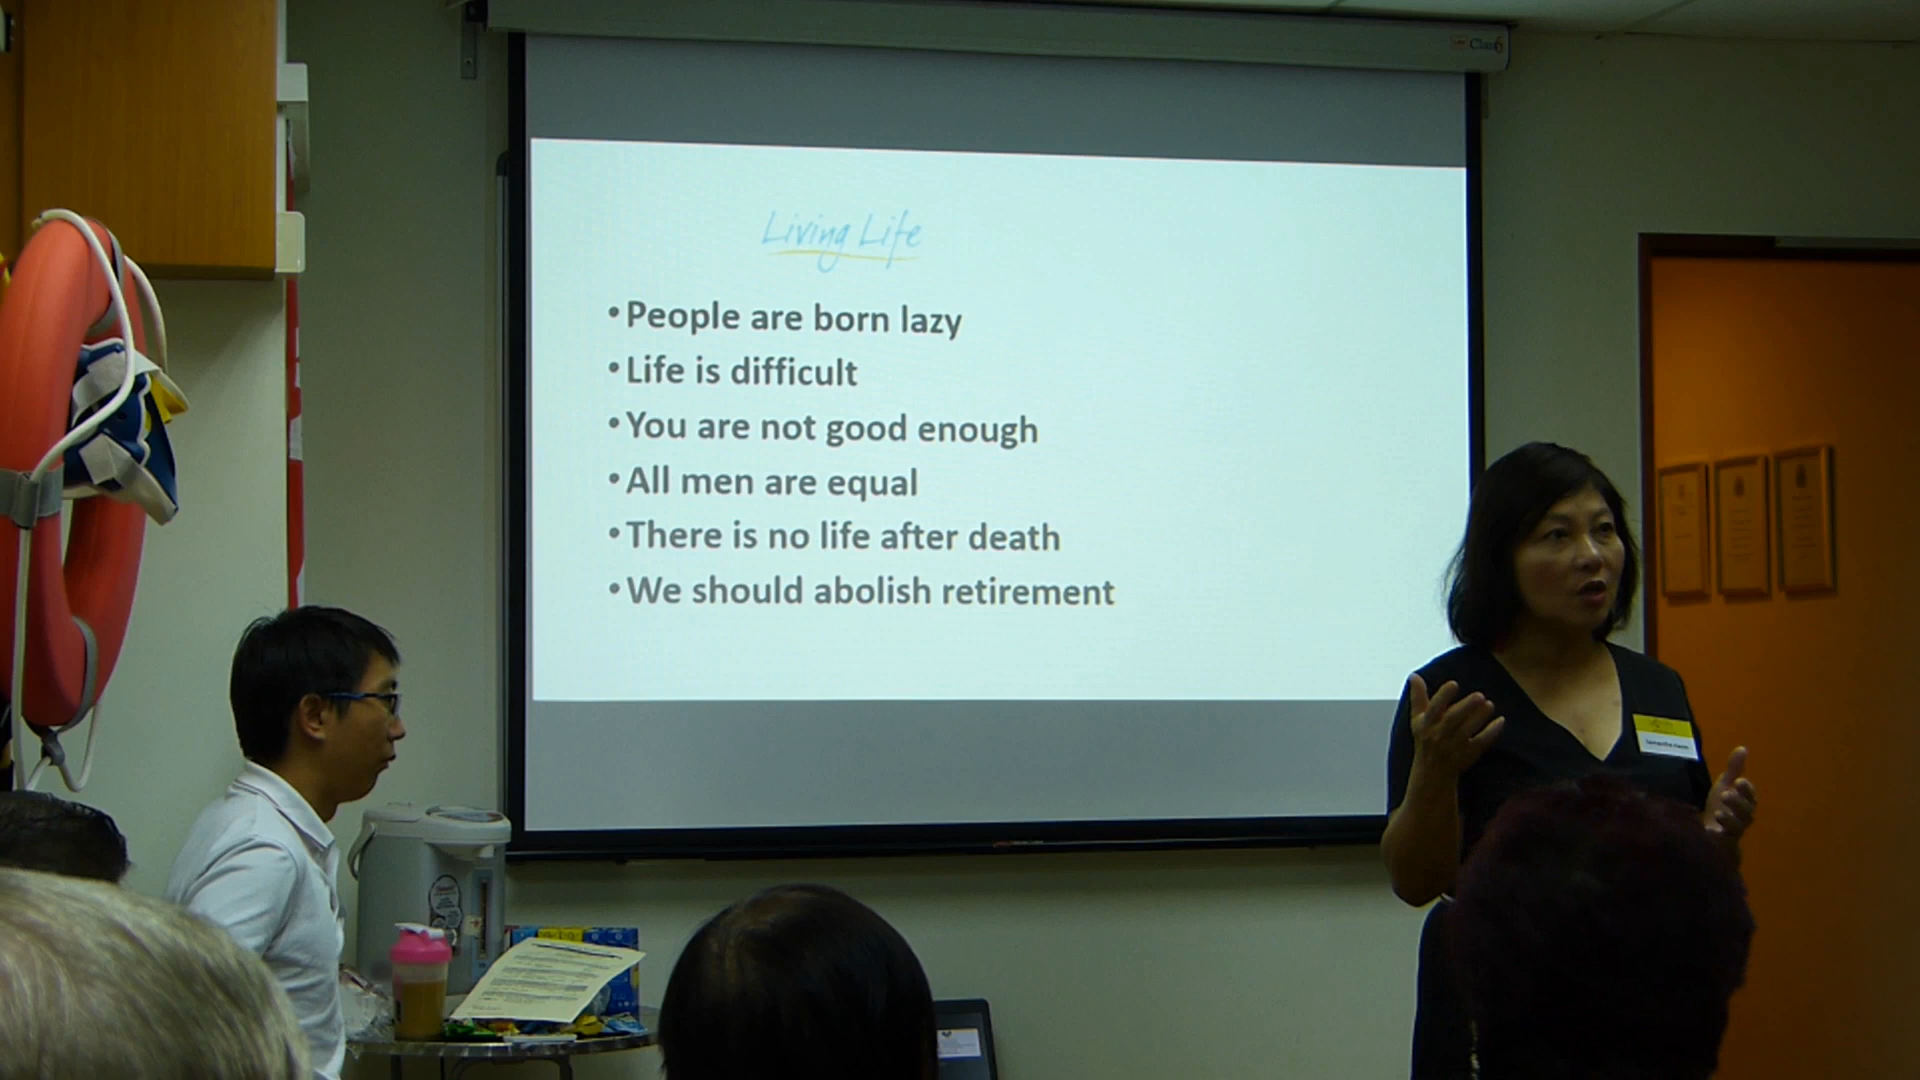 Living Life
• People are born lazy
• Life is difficult
• You are not good enough
• All men are equal
• There is no life after death
• We should abolish retirement
Samantha